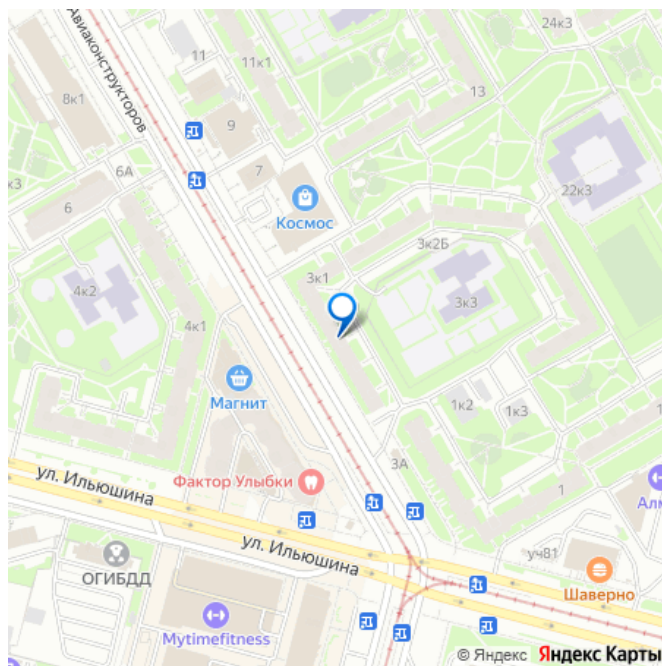 24к3
Авиаконструкторов
11
11к1
8к1
13
9
6А
7
22к3
к3
6
Космос
3к2Б
3к1
4к2
3к3
4к1
Магнит
1к2
1к3
3А
ул. Ильюшина
Фактор Улыбки
1
Алм
ул. Ильюшина
уч81
ОГИБДД
Шаверно
Mytimefitness
© Яндекс Яндекс Карты